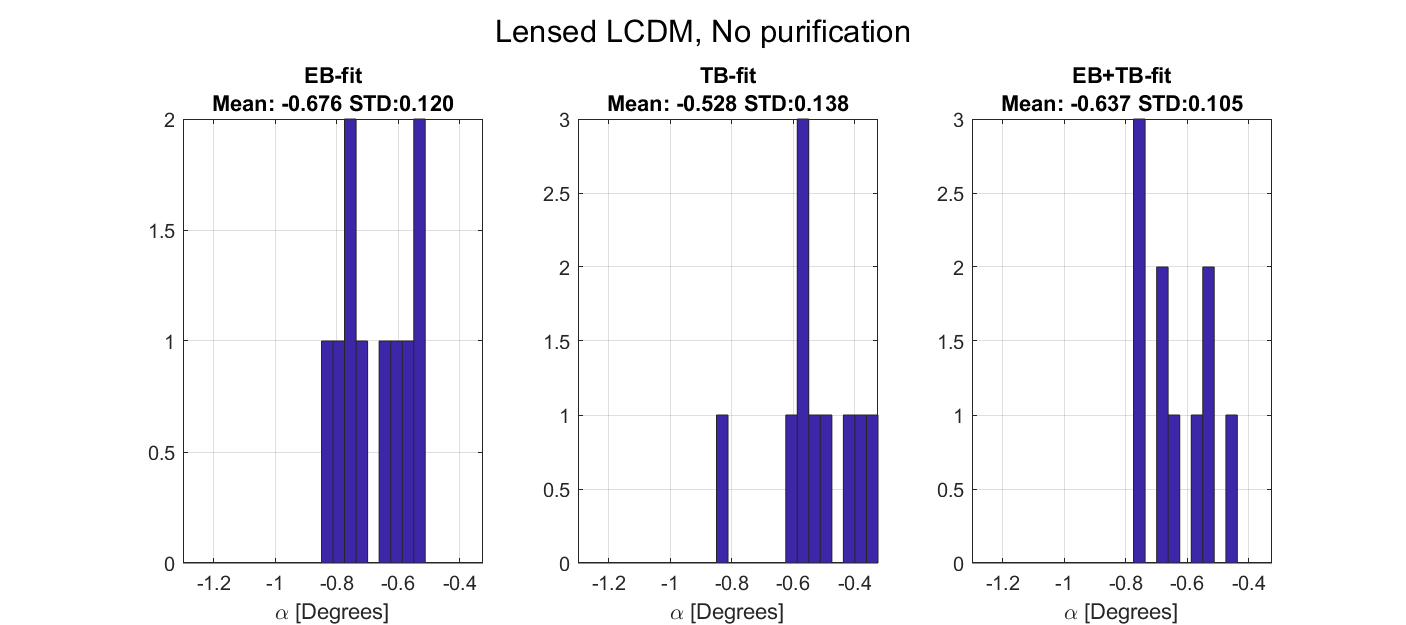 Lensed LCDM, No purification
EB-fit
Mean: -0.676 STD:0.120
2
1.5
1
0.5
0
-1.2 -1 -0.8 -0.6 -0.4
α [Degrees]
TB-fit
Mean: -0.528 STD:0.138
3
2.5
2
1.5
1
0.5
0
-1.2 -1 -0.8 -0.6 -0.4
α [Degrees]
EB+TB-fit
Mean: -0.637 STD:0.105
3
2.5
2
1.5
1
0.5
0
-1.2 -1 -0.8 -0.6 -0.4
α [Degrees]